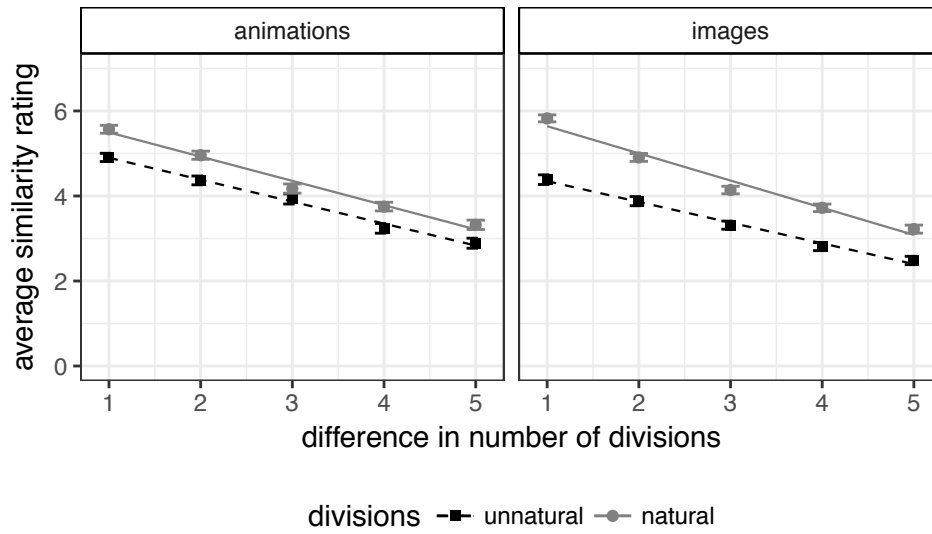 animations
images
average similarity rating
6
4
2
0
1 2 3 4 5
1 2 3 4 5
difference in number of divisions
divisions unnatural natural